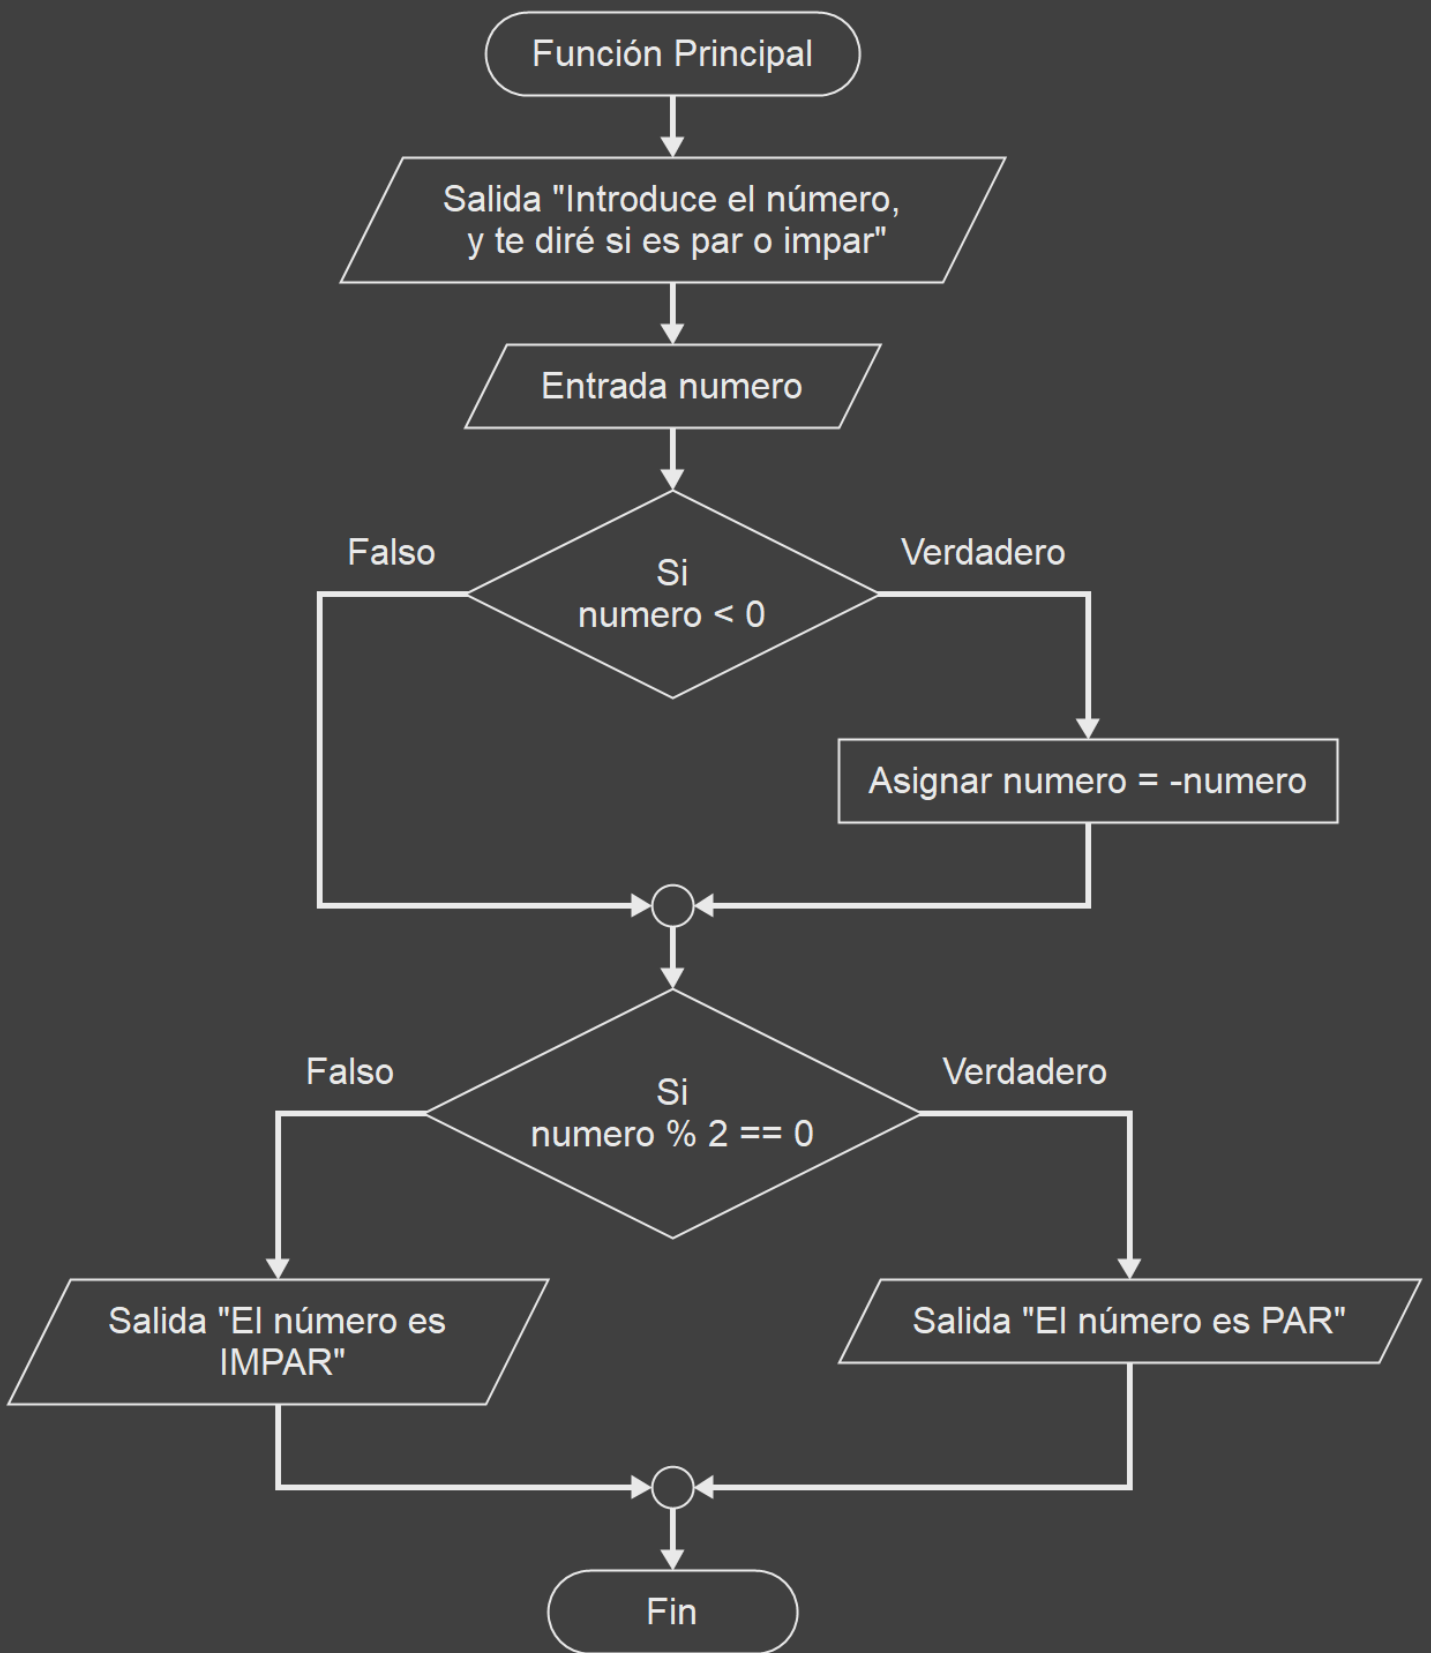 Función Principal
Salida "Introduce el número,
y te diré si es par o impar"
Entrada numero
Falso
Verdadero
Si
numero < 0
Asignar numero = -numero
Falso
Verdadero
Si
numero % 2 == 0
Salida "El número es
IMPAR"
Salida "El número es PAR"
Fin